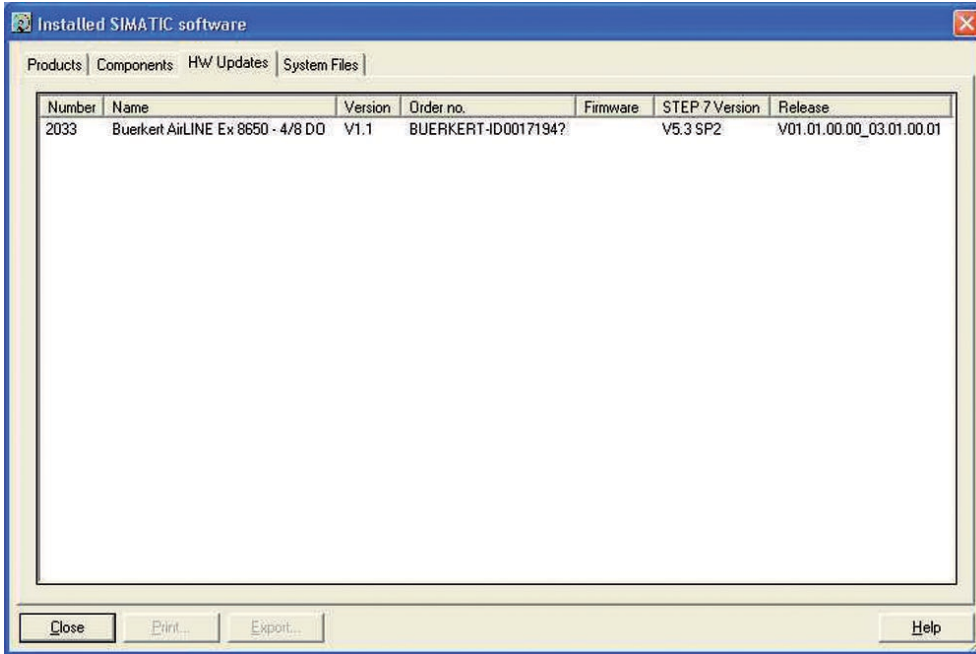 Installed SIMATIC software
Products Components HW Updates System Files
Number Name Version Order no. Firmware STEP 7 Version Release
2033 Buerkert AirLINE Ex 8650 - 4/8 DO V1.1 BUERKERT-ID0017194? V5.3 SP2 V01.01.00.00_03.01.00.01
Close Print... Export... Help